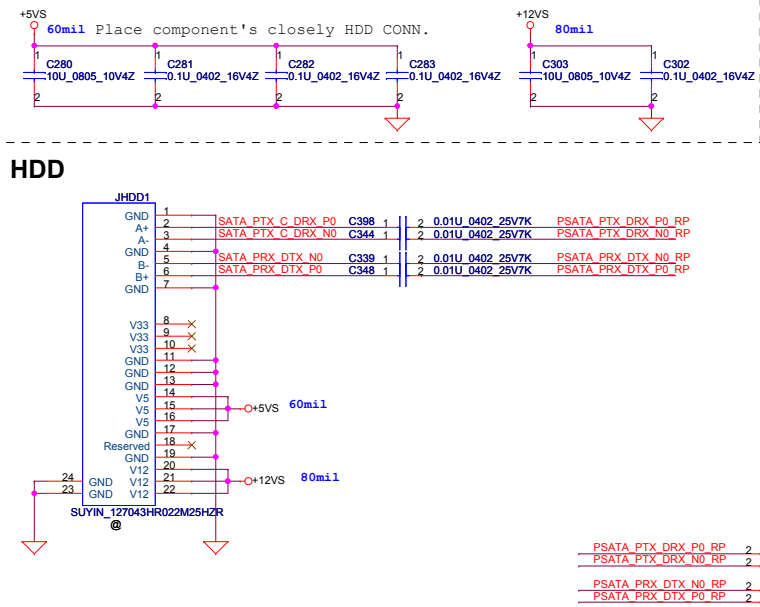 +5VS
60mil Place component's closely HDD CONN.
+12VS
80mil
1 1 1 1 1 1
C280 C281 C282 C283 C303 C302
10U_0805_10V4Z 0.1U_0402_16V4Z 0.1U_0402_16V4Z 0.1U_0402_16V4Z 10U_0805_10V4Z 0.1U_0402_16V4Z
2 2 2 2 2 2
HDD
JHDD1
GND 1
A+ 2 SATA_PTX_C_DRX_P0 C398 1 2 0.01U_0402_25V7K PSATA_PTX_DRX_P0_RP
A- 3 SATA_PTX_C_DRX_N0 C344 1 2 0.01U_0402_25V7K PSATA_PTX_DRX_N0_RP
GND 4
B- 5 SATA_PRX_DTX_N0 C339 1 2 0.01U_0402_25V7K PSATA_PRX_DTX_N0_RP
B+ 6 SATA_PRX_DTX_P0 C348 1 2 0.01U_0402_25V7K PSATA_PRX_DTX_P0_RP
GND 7
V33 8
V33 9
V33 10
GND 11
GND 12
GND 13
V5 14
V5 15 +5VS 60mil
V5 16
GND 17
Reserved 18
GND 19
V12 20
24 GND V12 21 +12VS 80mil
23 GND V12 22
SUYIN_127043HR022M25HZR
@
PSATA_PTX_DRX_P0_RP 2
PSATA_PTX_DRX_N0_RP 2
PSATA_PRX_DTX_N0_RP 2
PSATA_PRX_DTX_P0_RP 2